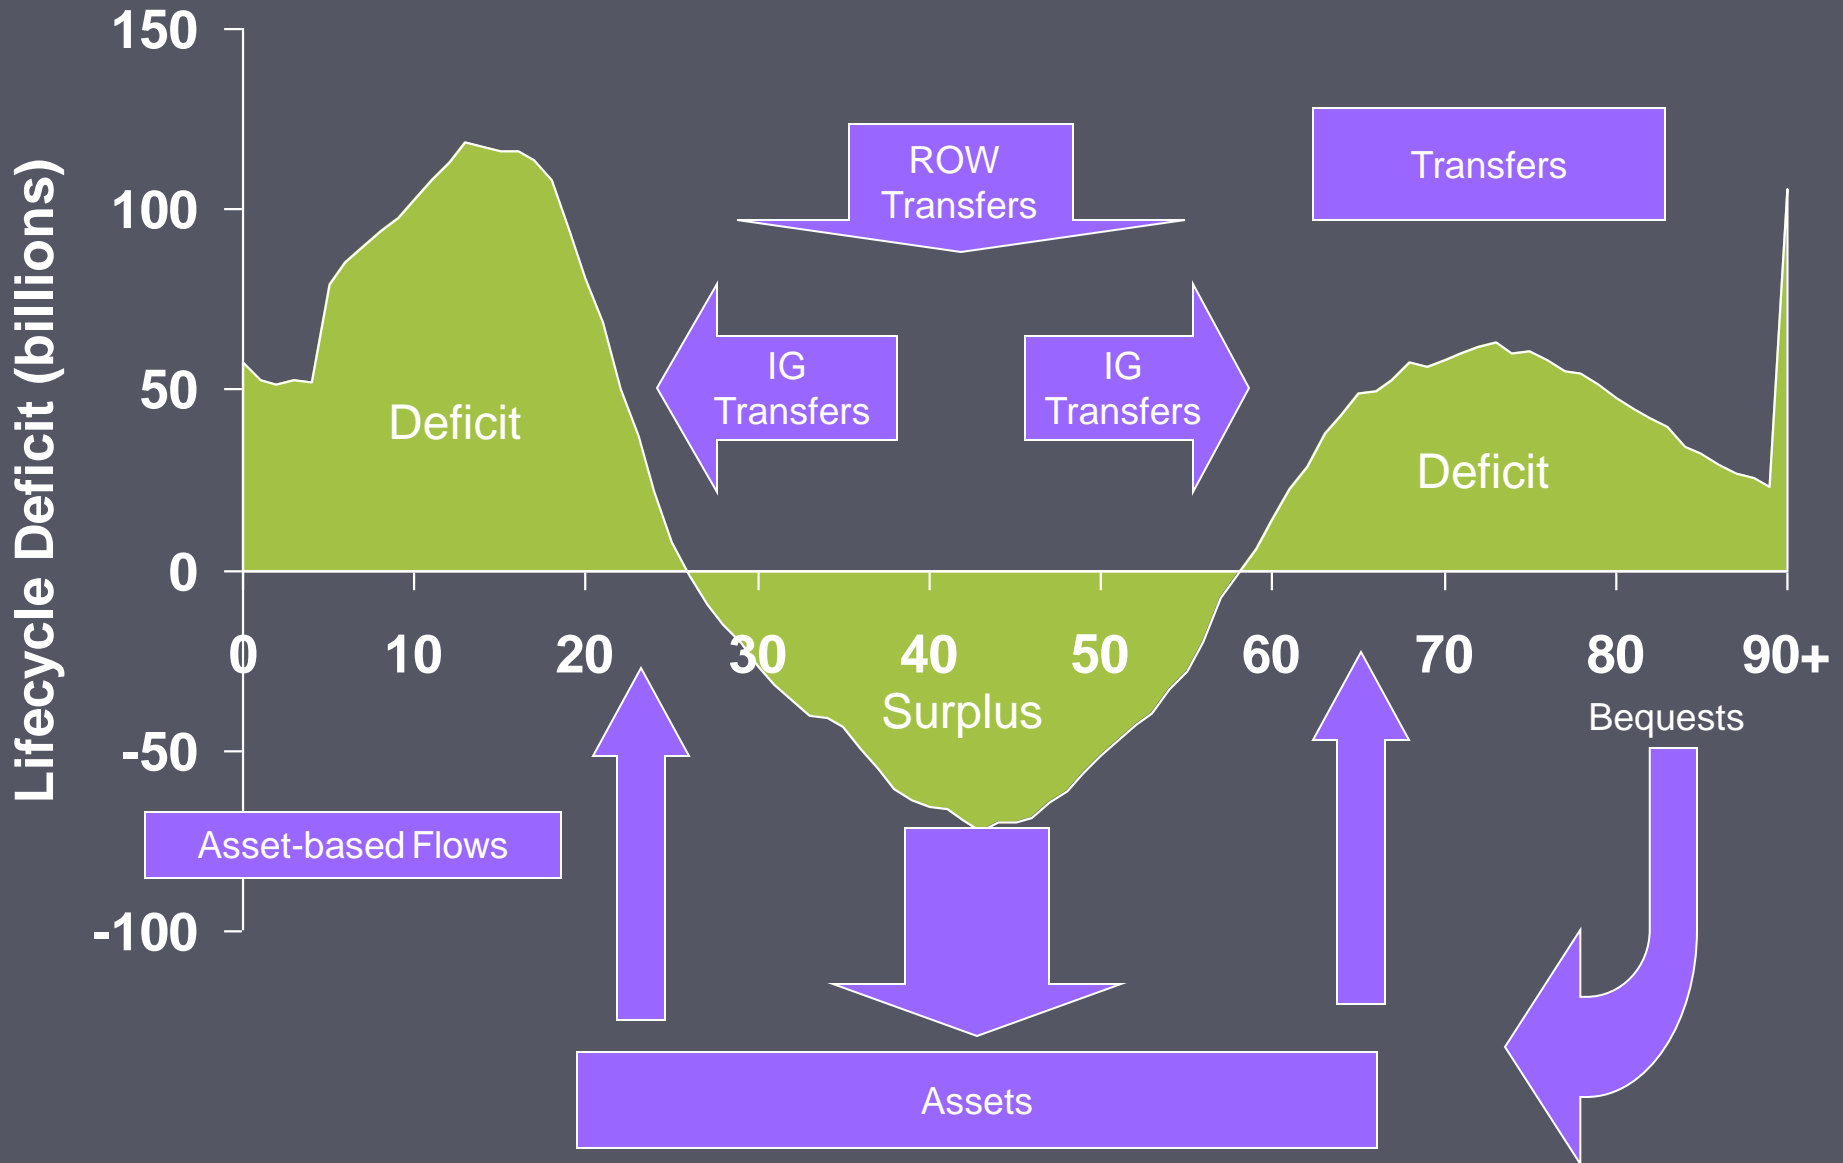 Lifecycle Deficit (billions)
150
100
50
0
-50
-100
ROW
Transfers
Transfers
IG
Transfers
IG
Transfers
Deficit
Deficit
0
10
20
30
40
50
60
70
80
90+
Surplus
Bequests
Asset-based Flows
Assets